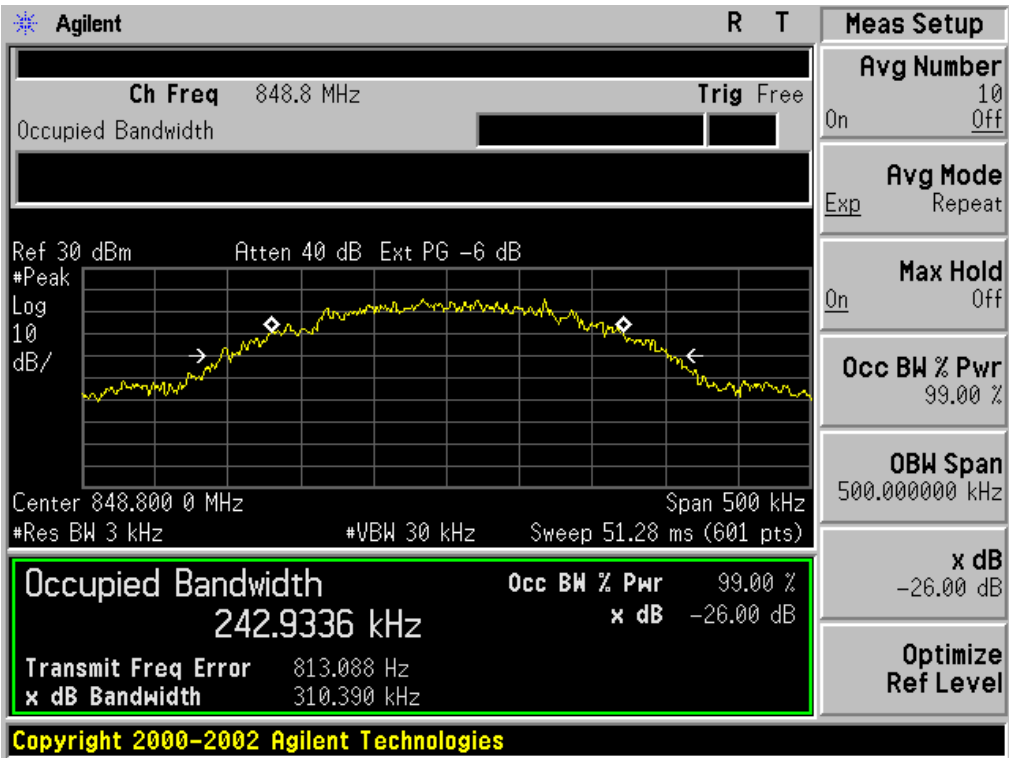 Agilent R T Meas Setup
Ch Freq 848.8 MHz Trig Free
Occupied Bandwidth
Ref 30 dBm Atten 40 dB Ext PG −6 dB
#Peak
Log
10
dB/
Center 848.800 0 MHz Span 500 kHz
#Res BW 3 kHz #VBW 30 kHz Sweep 51.28 ms (601 pts)
Occupied Bandwidth Occ BW % Pwr 99.00 %
242.9336 kHz x dB −26.00 dB
Transmit Freq Error 813.088 Hz
x dB Bandwidth 310.390 kHz
Avg Number
10
On Off
Avg Mode
Exp Repeat
Max Hold
On Off
Occ BW % Pwr
99.00 %
OBW Span
500.000000 kHz
x dB
−26.00 dB
Optimize
Ref Level
Copyright 2000-2002 Agilent Technologies